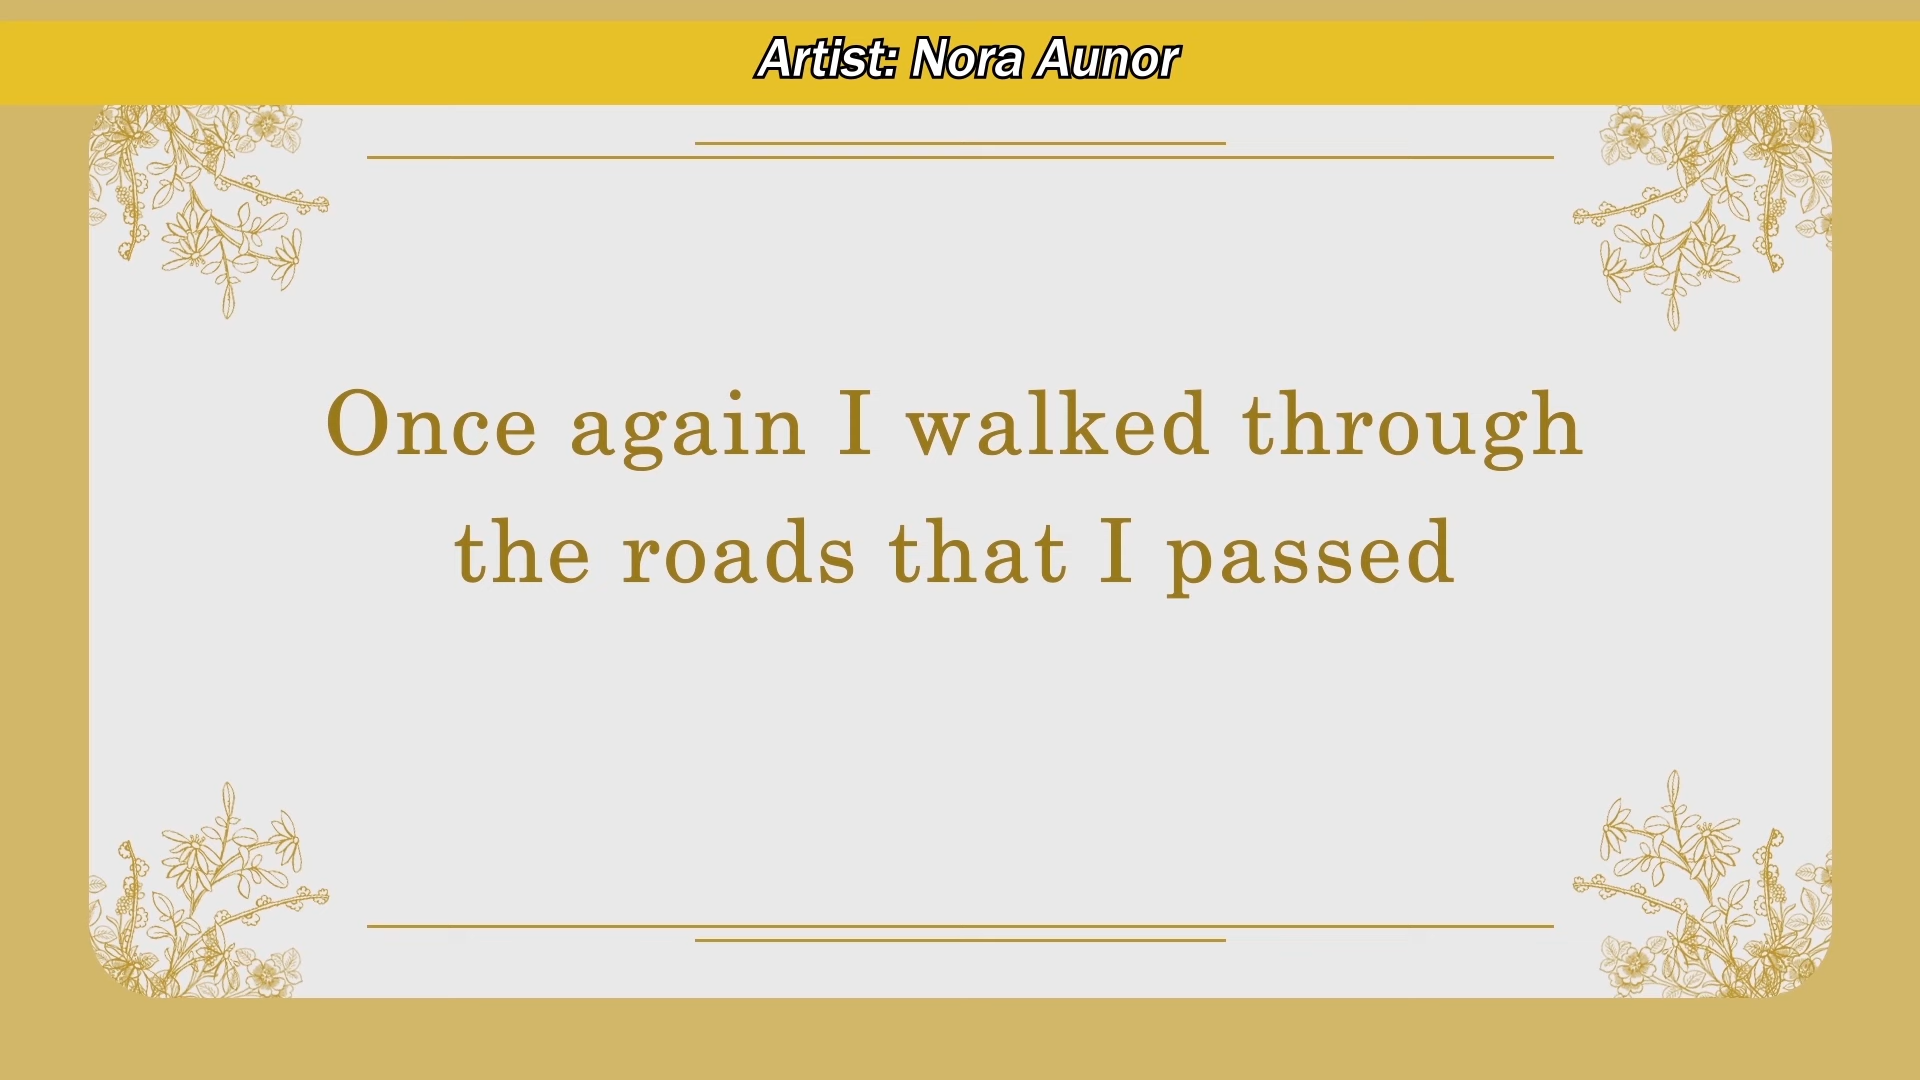 Artist: Nora Aunor
Once again I walked through
the roads that I passed